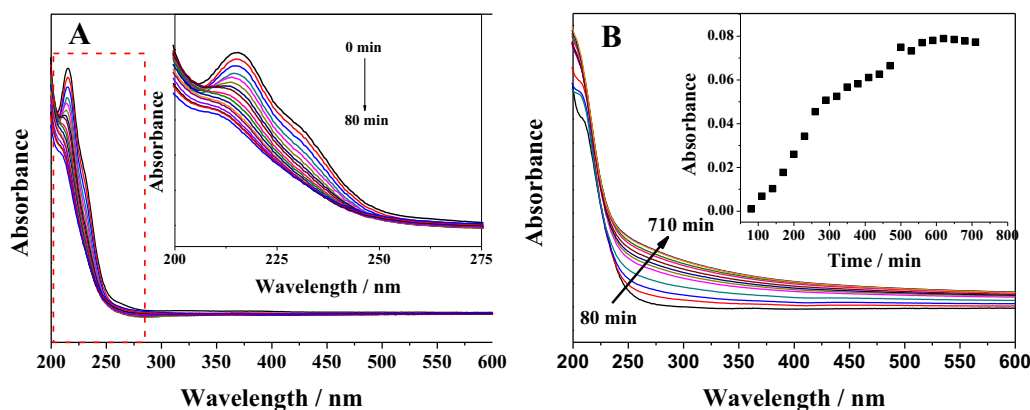 A
Absorbance
200 250 300 350 400 450 500 550 600
Wavelength / nm
Absorbance
0 min
80 min
200 225 250 275
Wavelength / nm
B
Absorbance
710 min
80 min
200 250 300 350 400 450 500 550 600
Wavelength / nm
Absorbance
0.08
0.06
0.04
0.02
0.00
0 100 200 300 400 500 600 700 800
Time / min